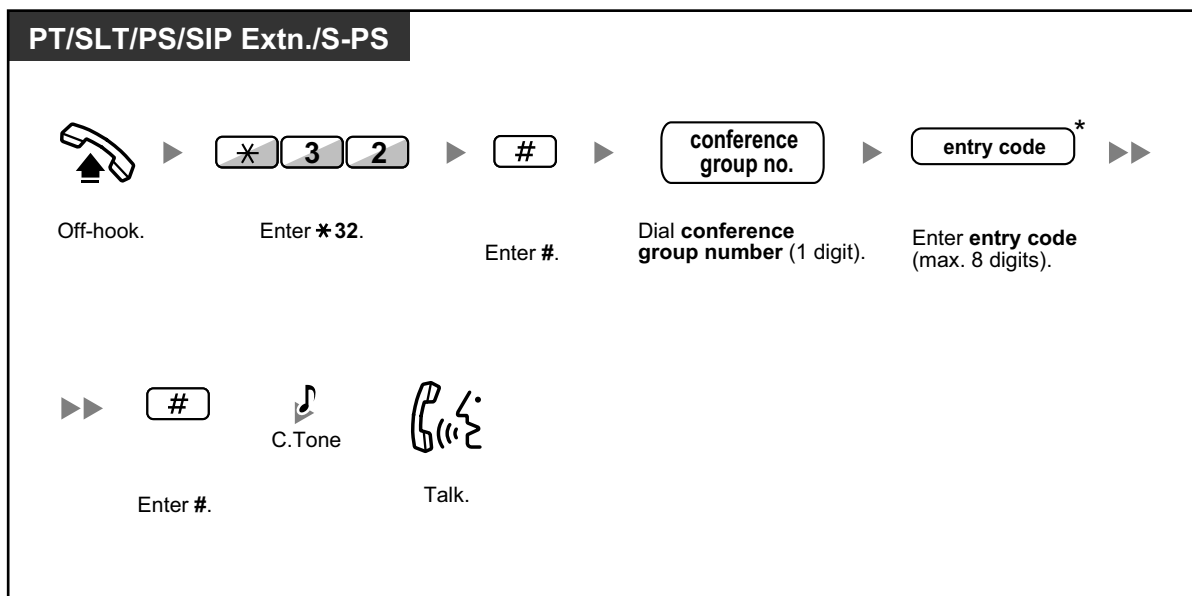 PT/SLT/PS/SIP Extn./S-PS
* 3 2
#
conference
group no.
entry code *
Off-hook.
Enter *32.
Enter #.
Dial conference
group number (1 digit).
Enter entry code
(max. 8 digits).
#
C.Tone
Enter #.
Talk.